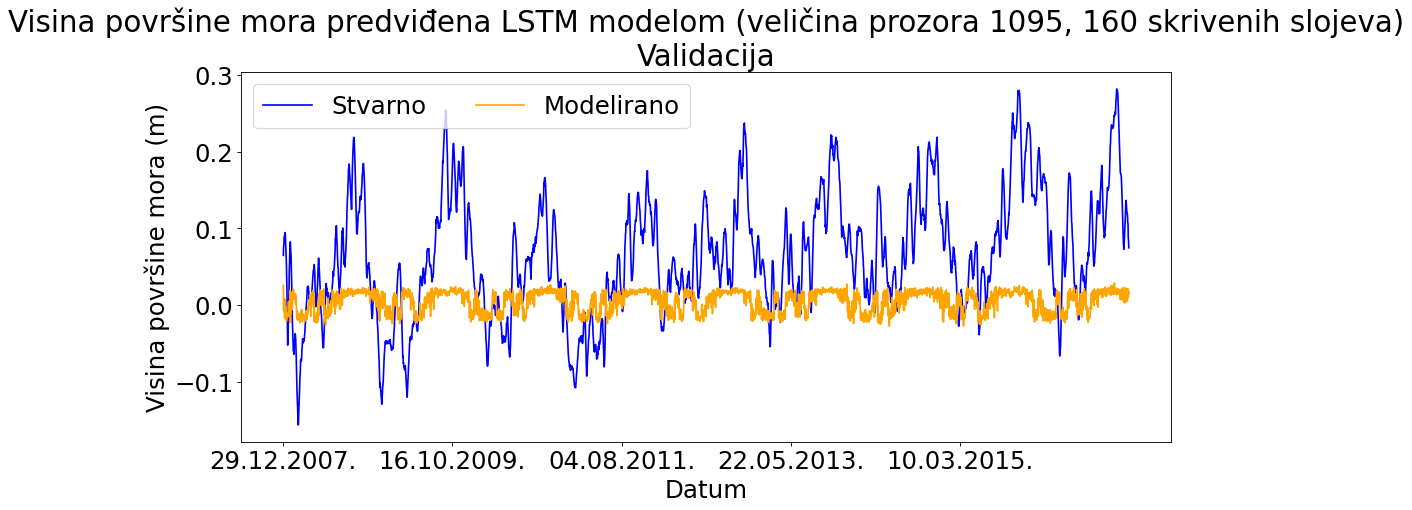 Visina površine mora predviđena LSTM modelom (veličina prozora 1095, 160 skrivenih slojeva)
Validacija
Stvarno
Modelirano
Visina površine mora (m)
0.3
0.2
0.1
0.0
−0.1
29.12.2007.
16.10.2009.
04.08.2011.
22.05.2013.
10.03.2015.
Datum